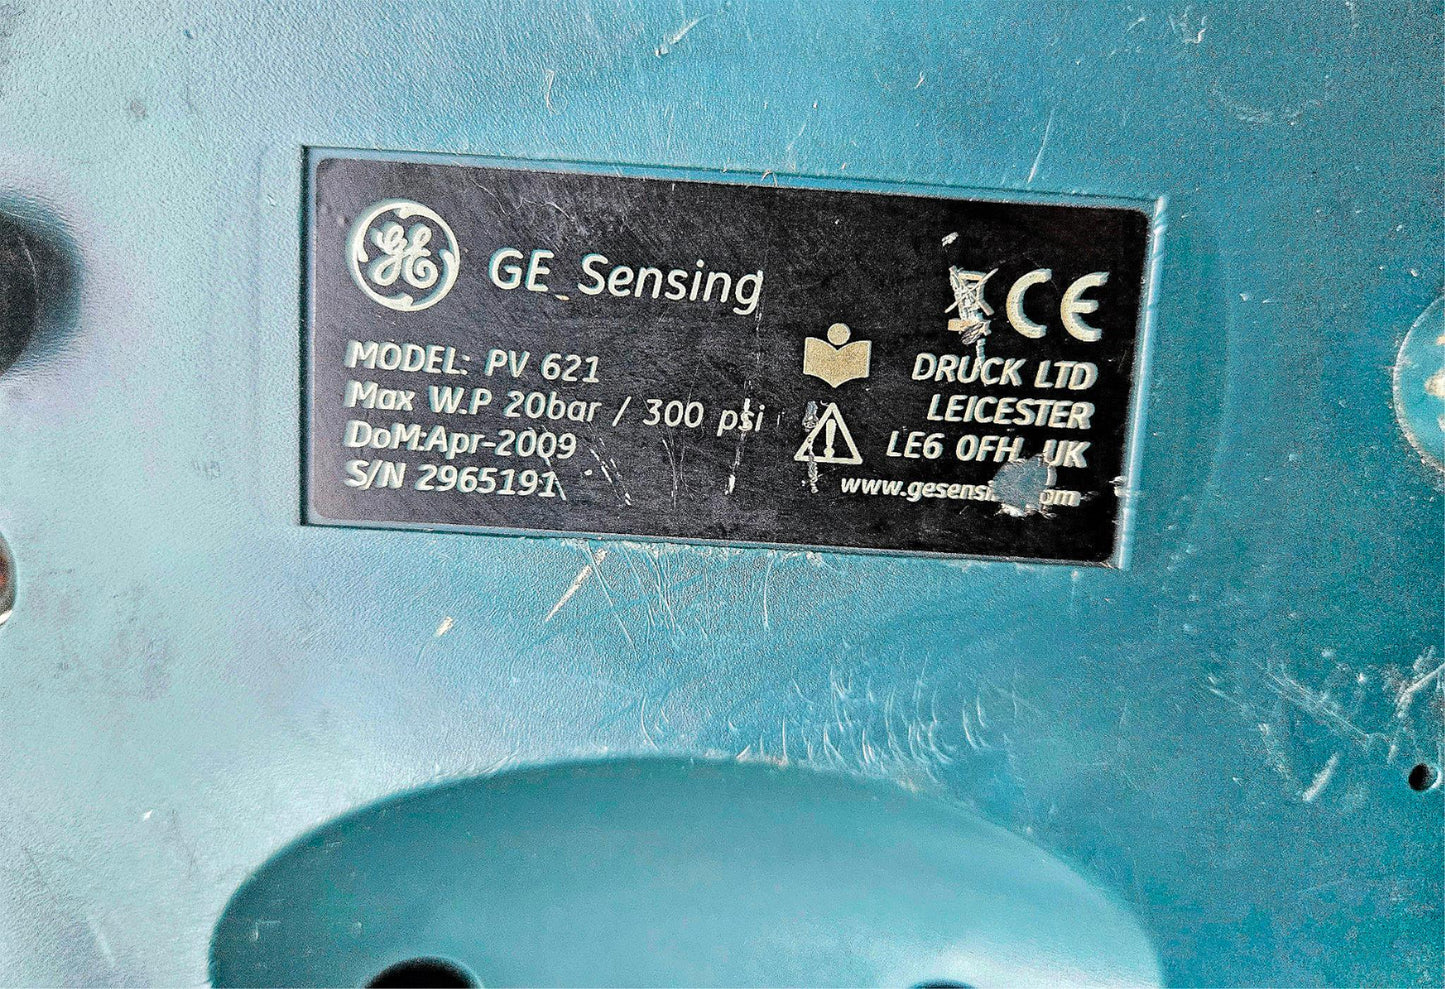 GE Sensing
MODEL: PV 621
Max W.P 20bar / 300 psi
DoM:Apr-2009
S/N 2965191
CE
DRUCK LTD
LEICESTER
LE6 0FH, UK